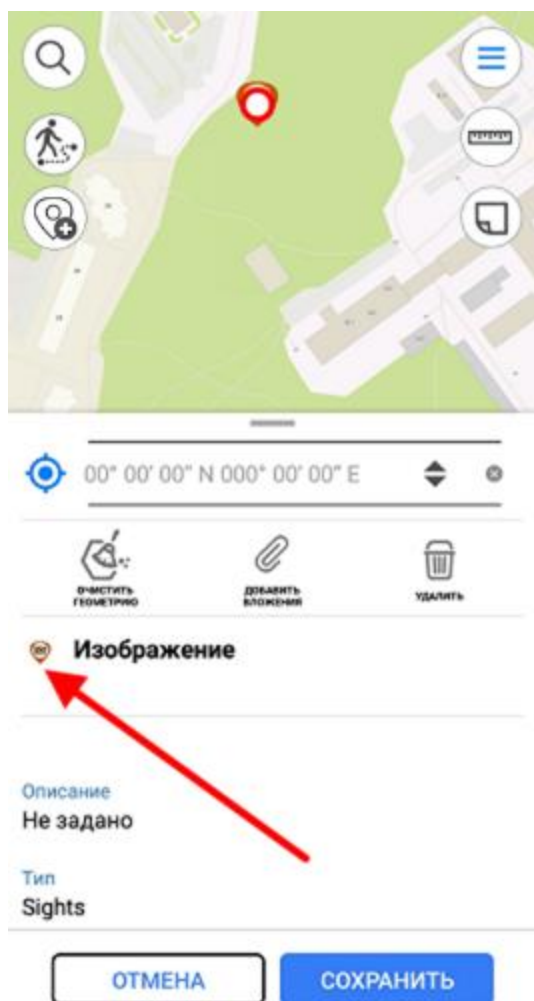 00° 00' 00" N 000° 00' 00" E
ОЧИСТИТЬ
ГЕОМЕТРИЮ
ДОБАВИТЬ
ВЛОЖЕНИЯ
УДАЛИТЬ
Изображение
Описание
Не задано
Тип
Sights
ОТМЕНА
СОХРАНИТЬ